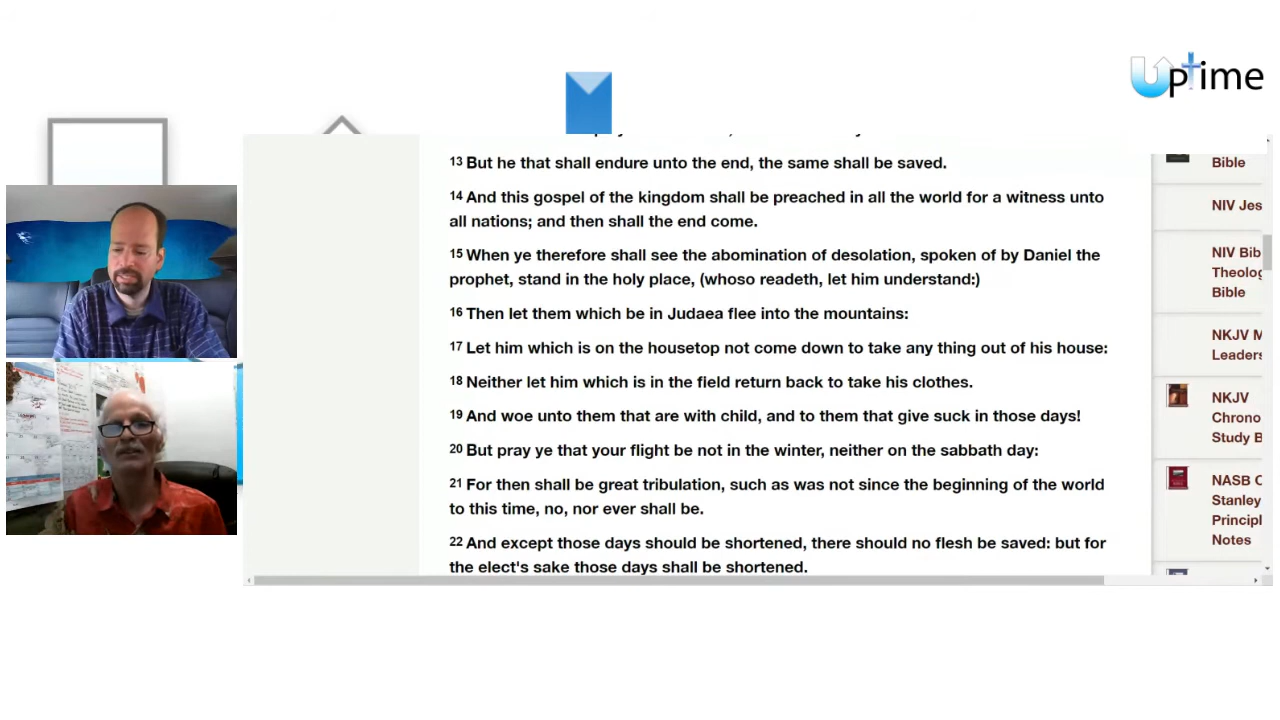 Uptime
13 But he that shall endure unto the end, the same shall be saved.
14 And this gospel of the kingdom shall be preached in all the world for a witness unto
all nations; and then shall the end come.
15 When ye therefore shall see the abomination of desolation, spoken of by Daniel the
prophet, stand in the holy place, (whoso readeth, let him understand:)
16 Then let them which be in Judaea flee into the mountains:
17 Let him which is on the housetop not come down to take any thing out of his house:
18 Neither let him which is in the field return back to take his clothes.
19 And woe unto them that are with child, and to them that give suck in those days!
20 But pray ye that your flight be not in the winter, neither on the sabbath day:
21 For then shall be great tribulation, such as was not since the beginning of the world
to this time, no, nor ever shall be.
22 And except those days should be shortened, there should no flesh be saved: but for
the elect's sake those days shall be shortened.
Bible
NIV Jes
NIV Bib
Theolog
Bible
NKJV M
Leaders
NKJV
Chrono
Study B
NASB C
Stanley
Principl
Notes